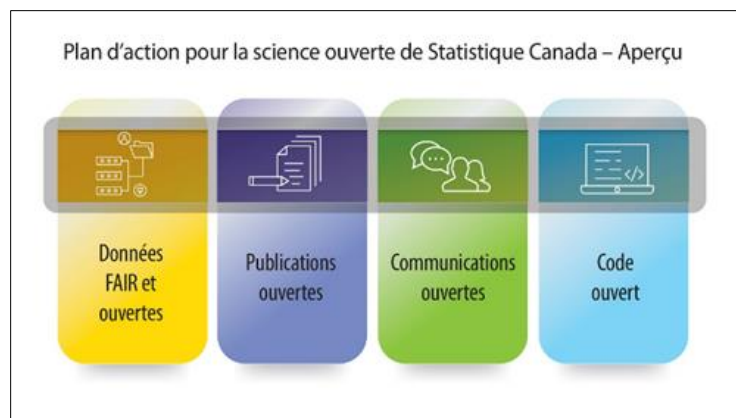 Plan d'action pour la science ouverte de Statistique Canada – Aperçu
Données
FAIR et
ouvertes
Publications
ouvertes
Communications
ouvertes
Code
ouvert